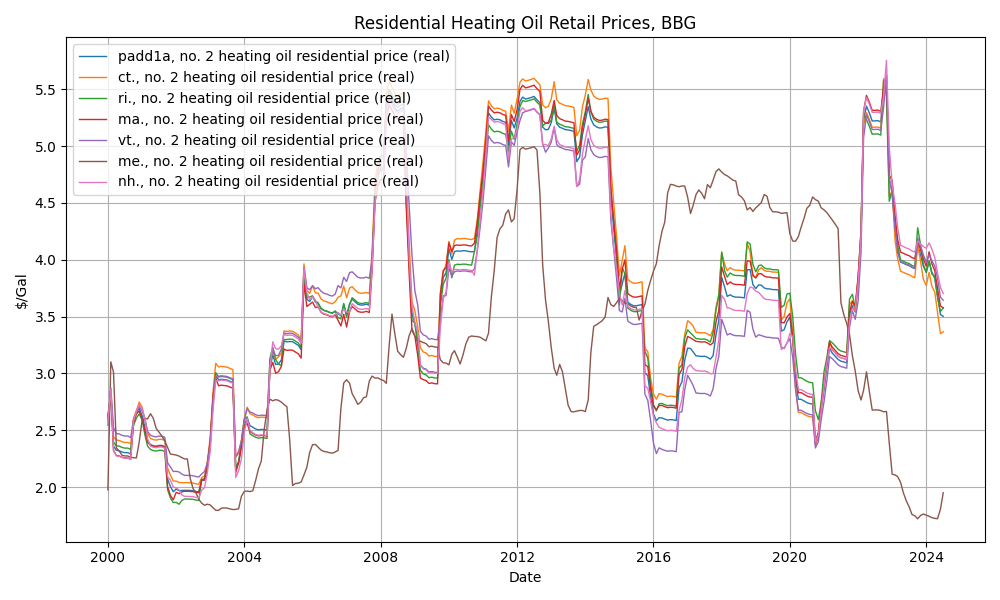 Residential Heating Oil Retail Prices, BBG
padd1a, no. 2 heating oil residential price (real)
ct., no. 2 heating oil residential price (real)
ri., no. 2 heating oil residential price (real)
ma., no. 2 heating oil residential price (real)
vt., no. 2 heating oil residential price (real)
me., no. 2 heating oil residential price (real)
nh., no. 2 heating oil residential price (real)
$/Gal
5.5
5.0
4.5
4.0
3.5
3.0
2.5
2.0
2000 2004 2008 2012 2016 2020 2024
Date